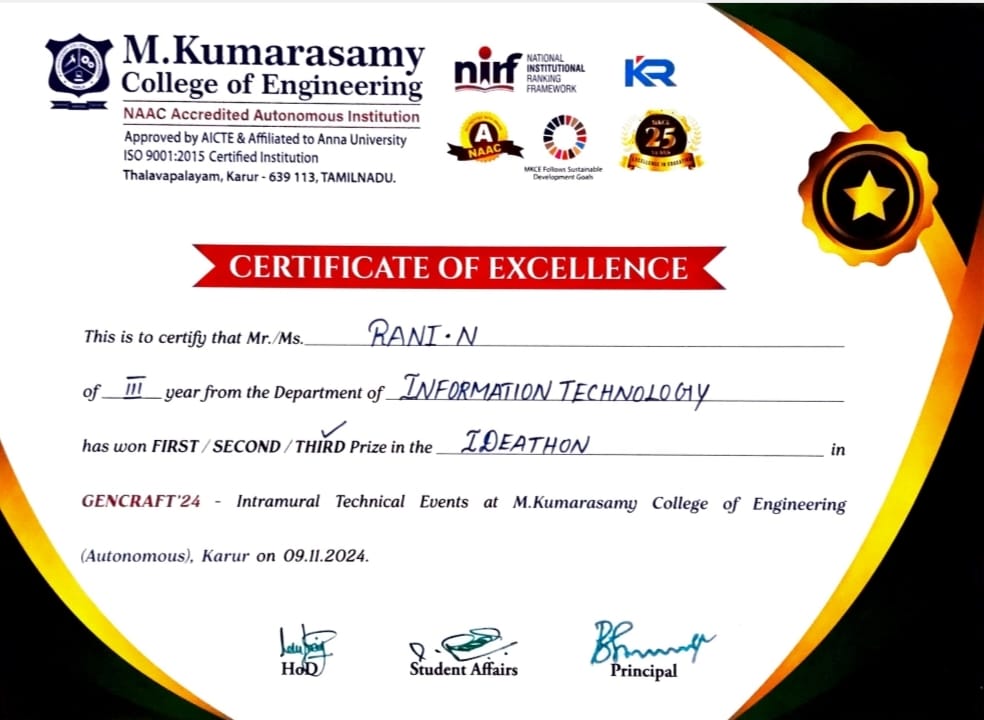 M.Kumarasamy
College of Engineering
NAAC Accredited Autonomous Institution
Approved by AICTE & Affiliated to Anna University
ISO 9001:2015 Certified Institution
Thalavapalayam, Karur - 639 113, TAMILNADU.
nirf
NATIONAL
INSTITUTIONAL
RANKING
FRAMEWORK
KR
A
NAAC
MKCE Follows Sustainable
Development Goals
25
EXCELLENCE IN EDUCATION
CERTIFICATE OF EXCELLENCE
This is to certify that Mr./Ms. RANI.N
of III year from the Department of INFORMATION TECHNOLOGY
has won FIRST / SECOND / THIRD Prize in the IDEATHON in
GENCRAFT'24 - Intramural Technical Events at M.Kumarasamy College of Engineering
(Autonomous), Karur on 09.11.2024.
HoD
Student Affairs
Principal